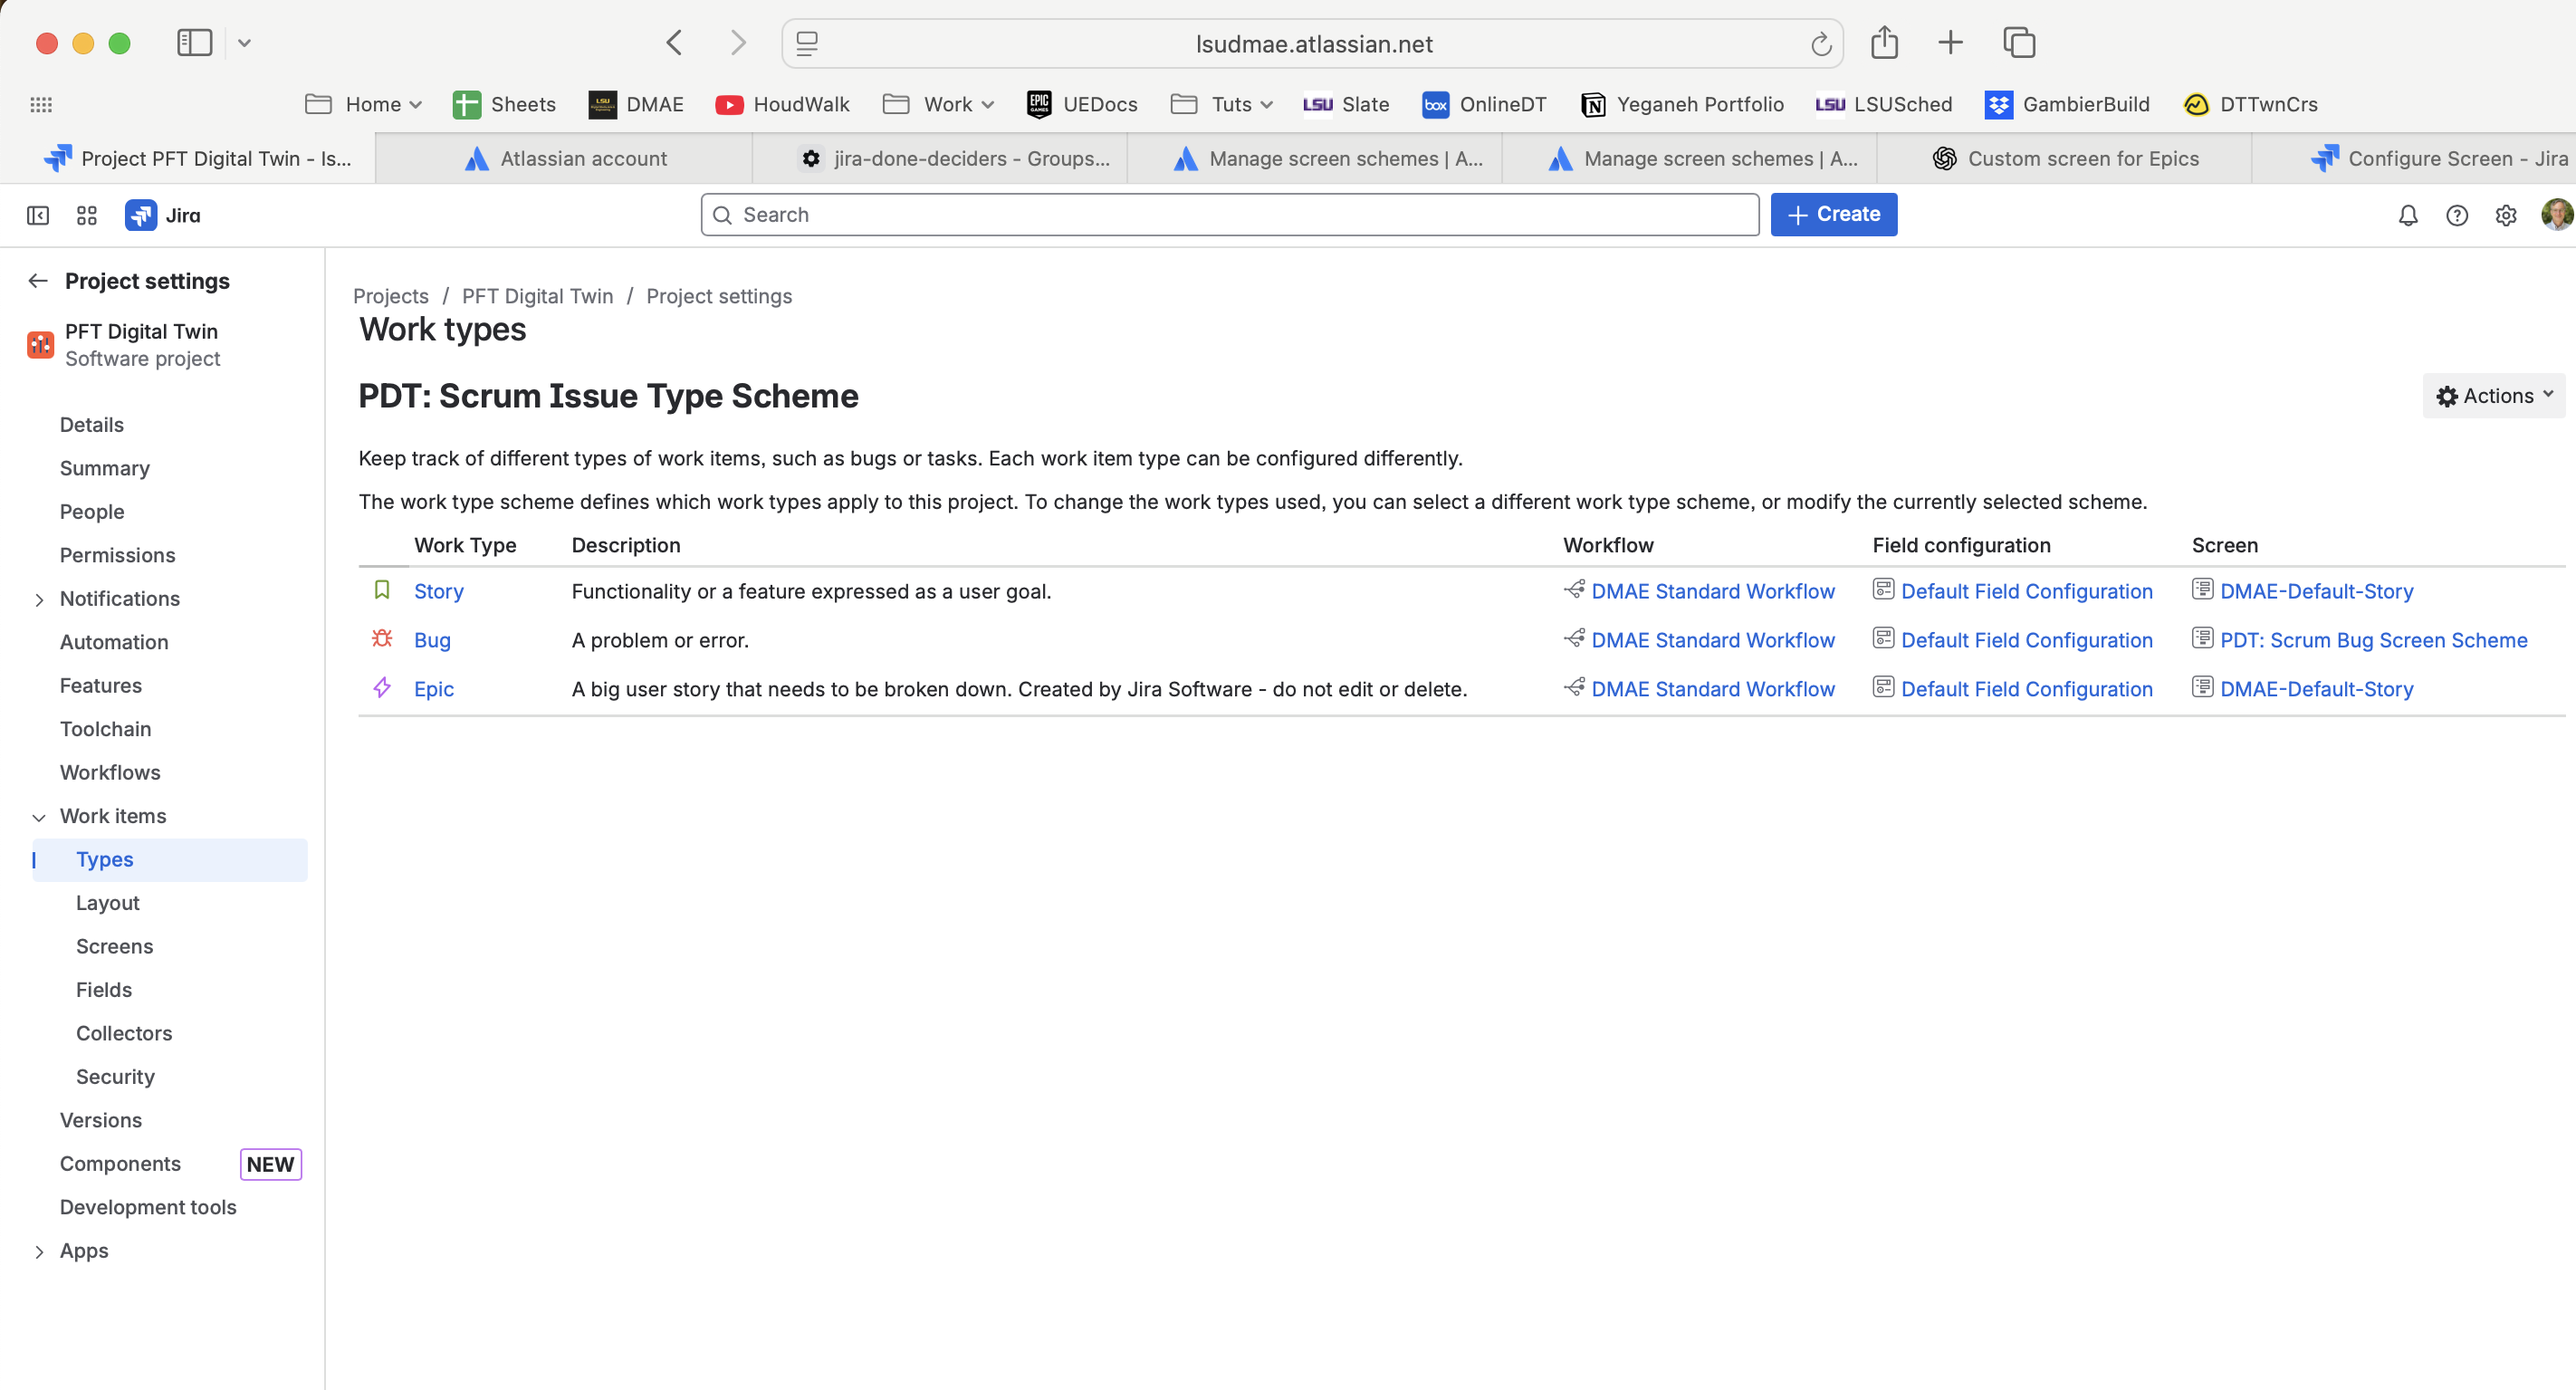 lsudmae.atlassian.net
Home Sheets LSU DMAE HoudWalk Work EPIC GAMES UEDocs Tuts LSU Slate box OnlineDT Yeganeh Portfolio LSU LSUSched GambierBuild DTTwnCrs
Project PFT Digital Twin - Is... Atlassian account jira-done-deciders - Groups... Manage screen schemes | A... Manage screen schemes | A... Custom screen for Epics Configure Screen - Jira
Jira Search + Create
Project settings
PFT Digital Twin
Software project
Details
Summary
People
Permissions
Notifications
Automation
Features
Toolchain
Workflows
Work items
Types
Layout
Screens
Fields
Collectors
Security
Versions
Components NEW
Development tools
Apps
Projects / PFT Digital Twin / Project settings
Work types
PDT: Scrum Issue Type Scheme
Actions
Keep track of different types of work items, such as bugs or tasks. Each work item type can be configured differently.
The work type scheme defines which work types apply to this project. To change the work types used, you can select a different work type scheme, or modify the currently selected scheme.
Work Type Description Workflow Field configuration Screen
Story Functionality or a feature expressed as a user goal. DMAE Standard Workflow Default Field Configuration DMAE-Default-Story
Bug A problem or error. DMAE Standard Workflow Default Field Configuration PDT: Scrum Bug Screen Scheme
Epic A big user story that needs to be broken down. Created by Jira Software - do not edit or delete. DMAE Standard Workflow Default Field Configuration DMAE-Default-Story